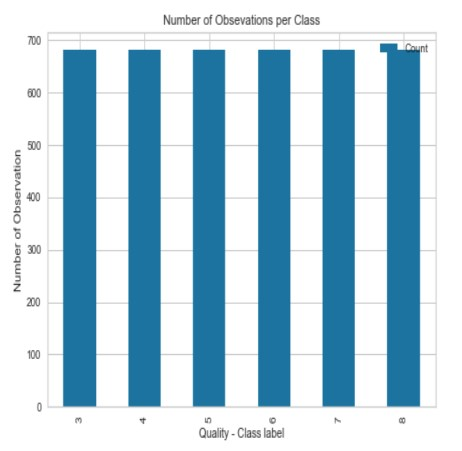 Number of Obsevations per Class
Count
700
600
500
400
300
200
100
0
Number of Observation
3 4 5 6 7 8
Quality - Class label